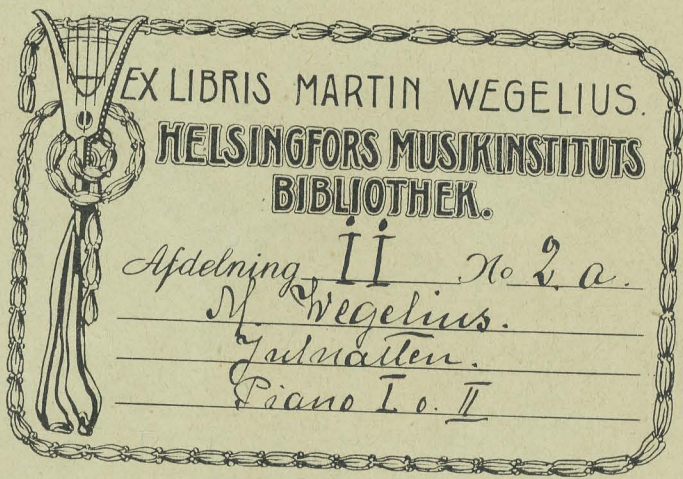 EX LIBRIS MARTIN WEGELIUS.
HELSINGFORS MUSIKINSTITUTS
BIBLIOTHEK.
Afdelning II No 2 a.
M. Wegelius.
Julnatten.
Piano I o. II